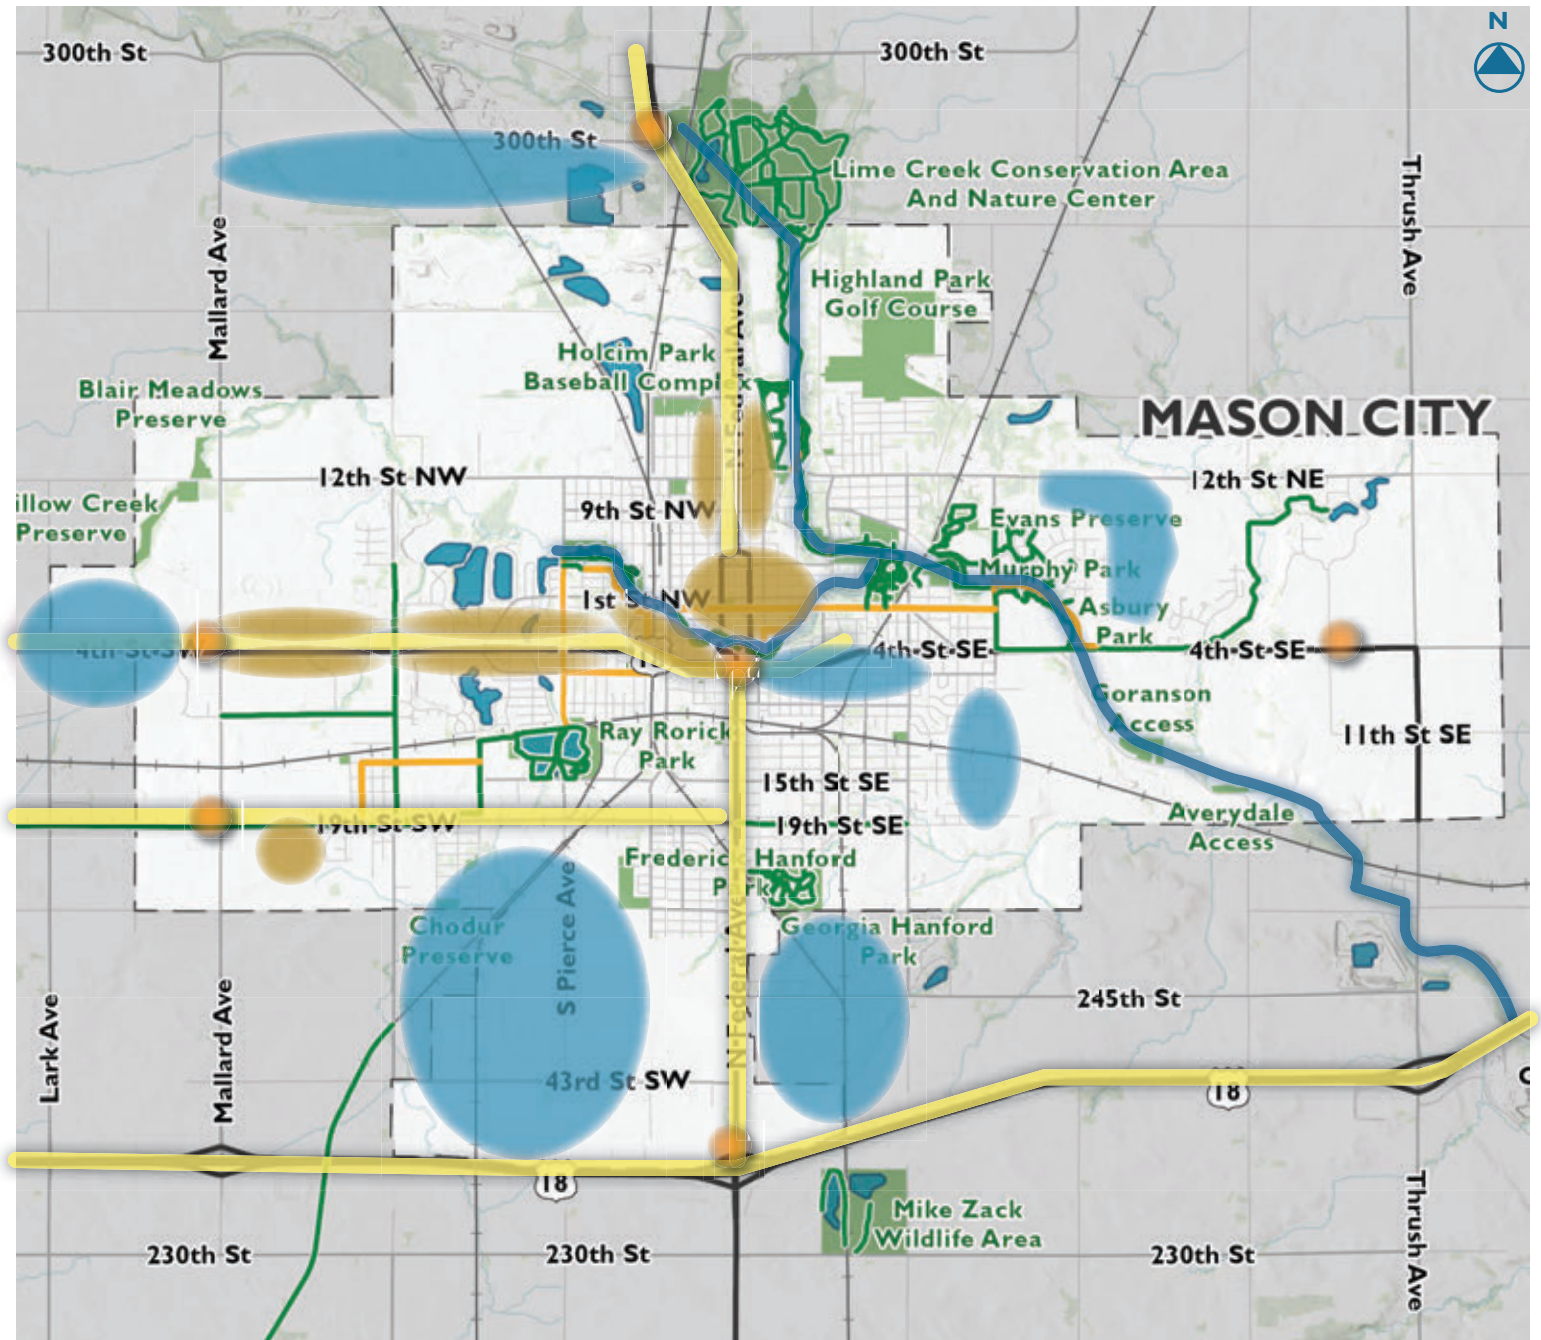 N
300th St
300th St
300th St
Lime Creek Conservation Area
And Nature Center
Thrush Ave
Mallard Ave
Highland Park
Golf Course
Holcim Park
Baseball Complex
N Federal Ave
Blair Meadows
Preserve
MASON CITY
12th St NW
12th St NE
illow Creek
Preserve
9th St NW
Evans Preserve
Murphy Park
1st St NW
Asbury
Park
4th St SW
4th St SE
4th St SE
Goranson
Access
Ray Rorick
Park
11th St SE
15th St SE
Averydale
Access
19th St SW
19th St SE
Frederick Hanford
Park
S Pierce Ave
Chodur
Preserve
Georgia Hanford
Park
N Federal Ave
245th St
Lark Ave
Mallard Ave
43rd St SW
18
18
Mike Zack
Wildlife Area
Thrush Ave
230th St
230th St
230th St